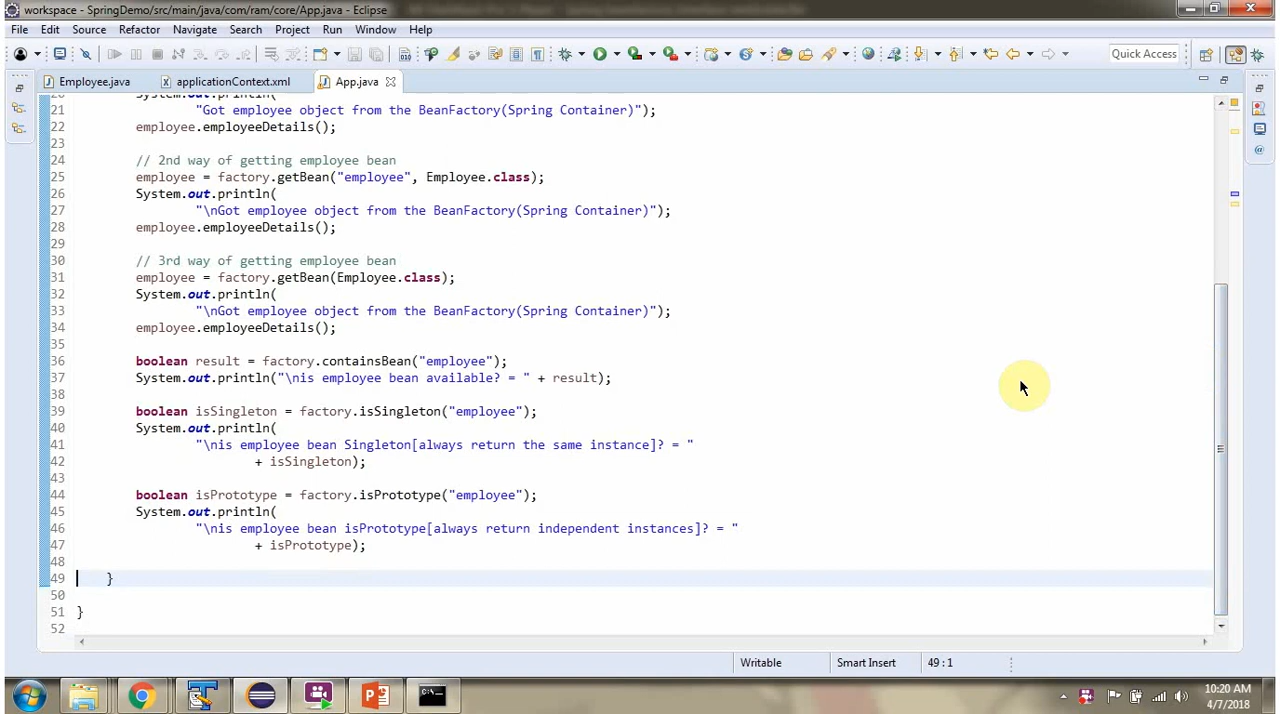 workspace - SpringDemo/src/main/java/com/ram/core/App.java - Eclipse
File Edit Source Refactor Navigate Search Project Run Window Help
Quick Access
Employee.java applicationContext.xml App.java
20 System.out.println(
21 "Got employee object from the BeanFactory(Spring Container)");
22 employee.employeeDetails();
23
24 // 2nd way of getting employee bean
25 employee = factory.getBean("employee", Employee.class);
26 System.out.println(
27 "\nGot employee object from the BeanFactory(Spring Container)");
28 employee.employeeDetails();
29
30 // 3rd way of getting employee bean
31 employee = factory.getBean(Employee.class);
32 System.out.println(
33 "\nGot employee object from the BeanFactory(Spring Container)");
34 employee.employeeDetails();
35
36 boolean result = factory.containsBean("employee");
37 System.out.println("\nis employee bean available? = " + result);
38
39 boolean isSingleton = factory.isSingleton("employee");
40 System.out.println(
41 "\nis employee bean Singleton[always return the same instance]? = "
42 + isSingleton);
43
44 boolean isPrototype = factory.isPrototype("employee");
45 System.out.println(
46 "\nis employee bean isPrototype[always return independent instances]? = "
47 + isPrototype);
48
49 }
50
51 }
52
Writable Smart Insert 49 : 1
10:20 AM
4/7/2018